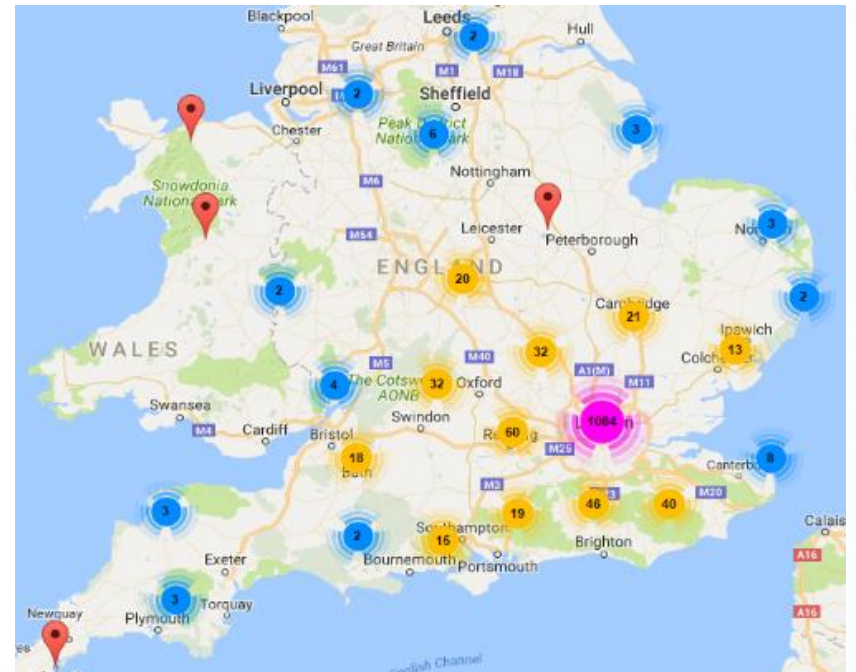 Blackpool
Leeds
2
Hull
Great Britain
M61
M1
M18
Liverpool
2
Sheffield
Chester
Peak District
National Park
6
3
M6
Nottingham
Snowdonia
National Park
M54
Leicester
Peterborough
3
ENGLAND
20
2
2
Cambridge
21
Ipswich
13
WALES
M5
M40
32
A1(M)
M11
4
The Cotswo
AONB
32
Oxford
Swansea
M4
Cardiff
Bristol
Swindon
60
1084
M25
18
Bath
8
M3
M20
3
19
46
40
Calais
2
Southampton
15
Brighton
Exeter
Bournemouth
Portsmouth
A16
3
Torquay
Plymouth
Newquay
A16
English Channel